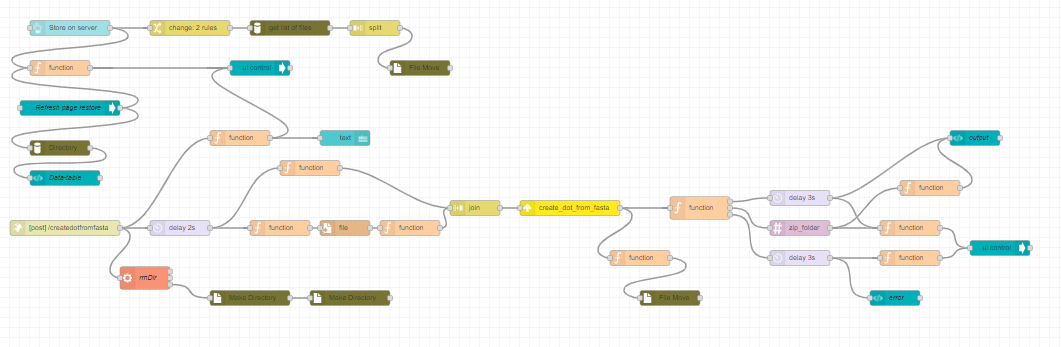 Store on server
change: 2 rules
get list of files
split
function
ui control
File Move
Refresh page restore
function
text
output
Directory
function
Data-table
function
delay 3s
join
create_dot_from_fasta
function
[post] /createdotfromfasta
delay 2s
function
file
function
zip_folder
function
ui control
function
delay 3s
function
rmDir
Make Directory
Make Directory
File Move
error